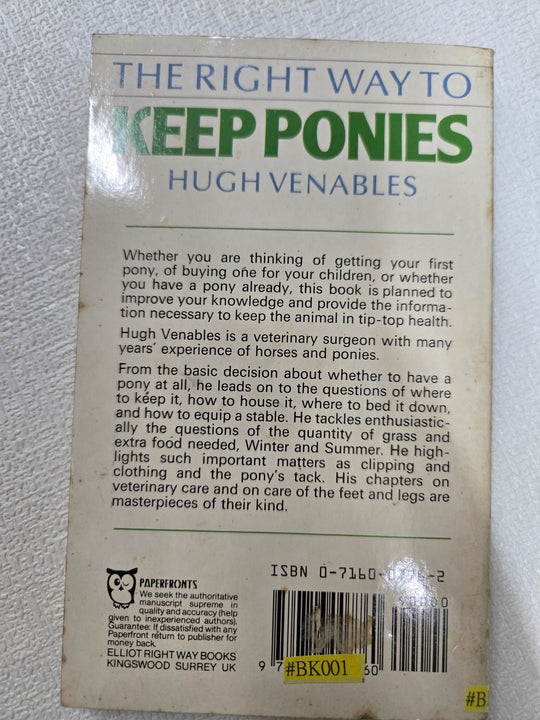 THE RIGHT WAY TO
KEEP PONIES
HUGH VENABLES
Whether you are thinking of getting your first
pony, of buying one for your children, or whether
you have a pony already, this book is planned to
improve your knowledge and provide the informa-
tion necessary to keep the animal in tip-top health.
Hugh Venables is a veterinary surgeon with many
years' experience of horses and ponies.
From the basic decision about whether to have a
pony at all, he leads on to the questions of where
to keep it, how to house it, where to bed it down,
and how to equip a stable. He tackles enthusiastic-
ally the questions of the quantity of grass and
extra food needed, Winter and Summer. He high-
lights such important matters as clipping and
clothing and the pony's tack. His chapters on
veterinary care and on care of the feet and legs are
masterpieces of their kind.
ISBN 0-7160-
PAPERFRONTS
We seek the authoritative
manuscript supreme in
quality and accuracy (help
given to inexperienced authors).
Guarantee: If dissatisfied with any
Paperfront return to publisher for
money back.
ELLIOT RIGHT WAY BOOKS
KINGSWOOD SURREY UK
9 7 #BK001 60
#B